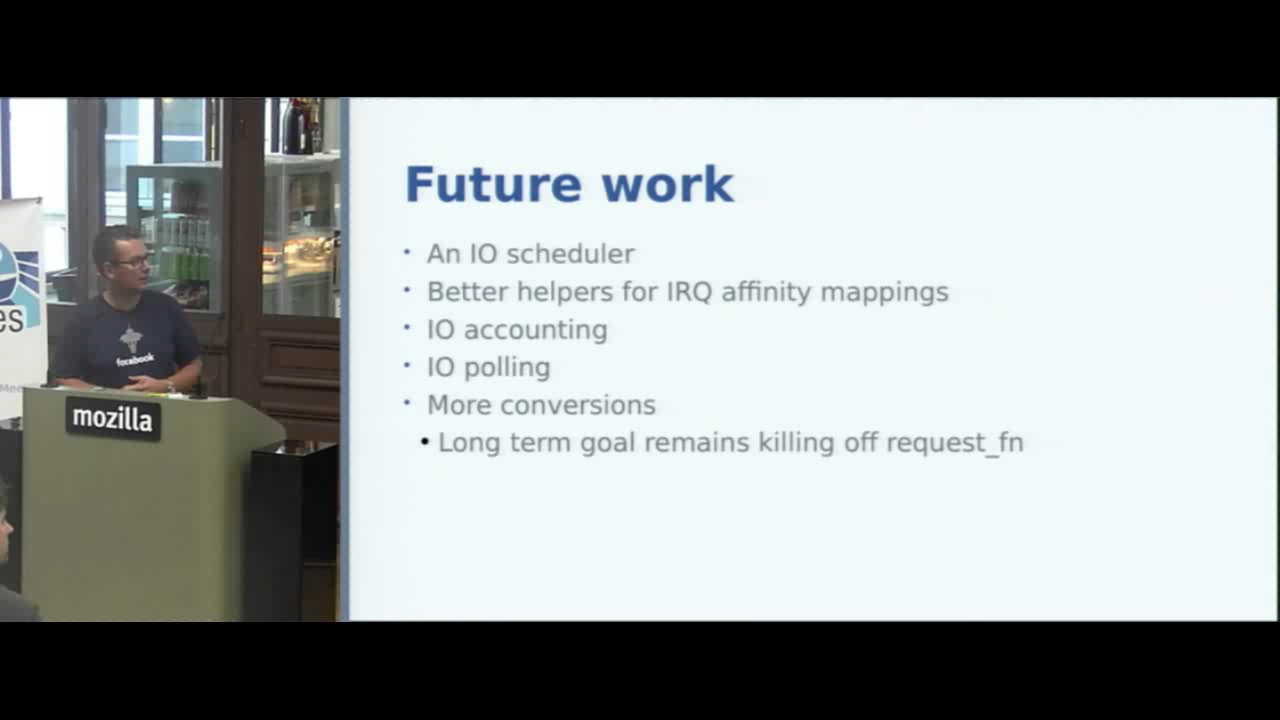 Future work
• An IO scheduler
• Better helpers for IRQ affinity mappings
• IO accounting
• IO polling
• More conversions
• Long term goal remains killing off request_fn
facebook
mozilla